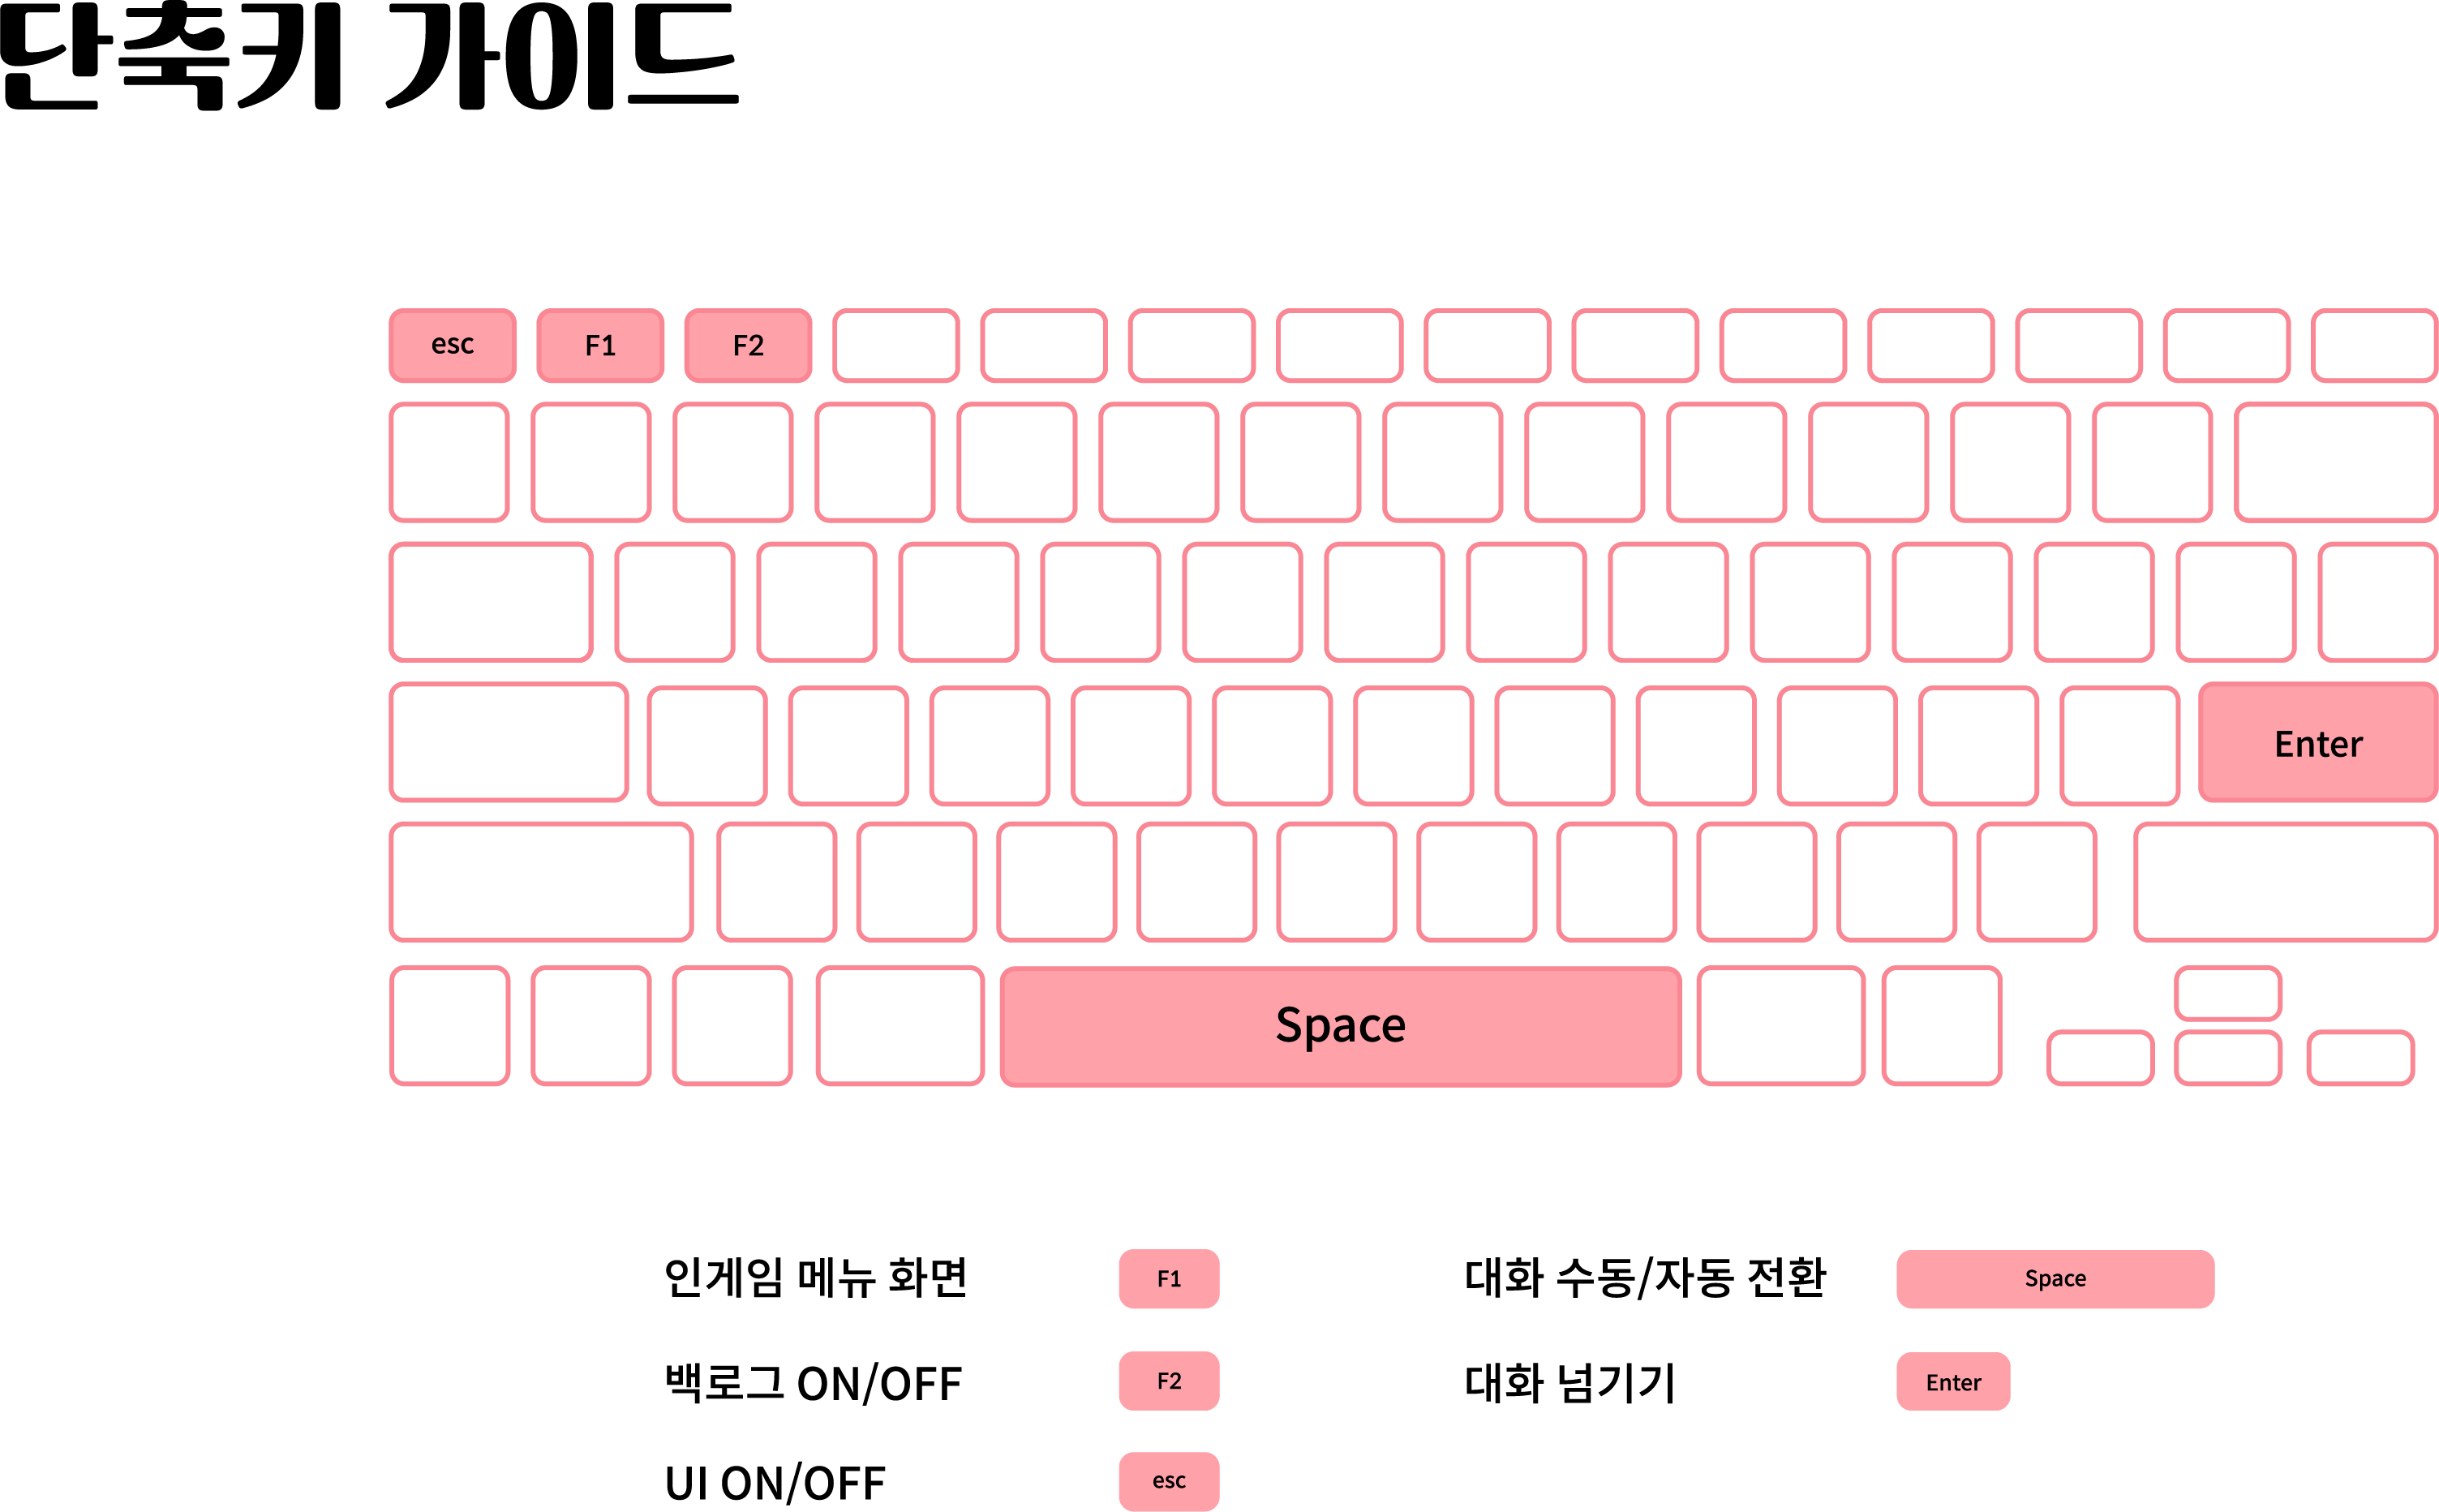 단축키 가이드
esc F1 F2
Enter
Space
인게임 메뉴 화면 F1
백로그 ON/OFF F2
UI ON/OFF esc
대화 수동/자동 전환 Space
대화 넘기기 Enter